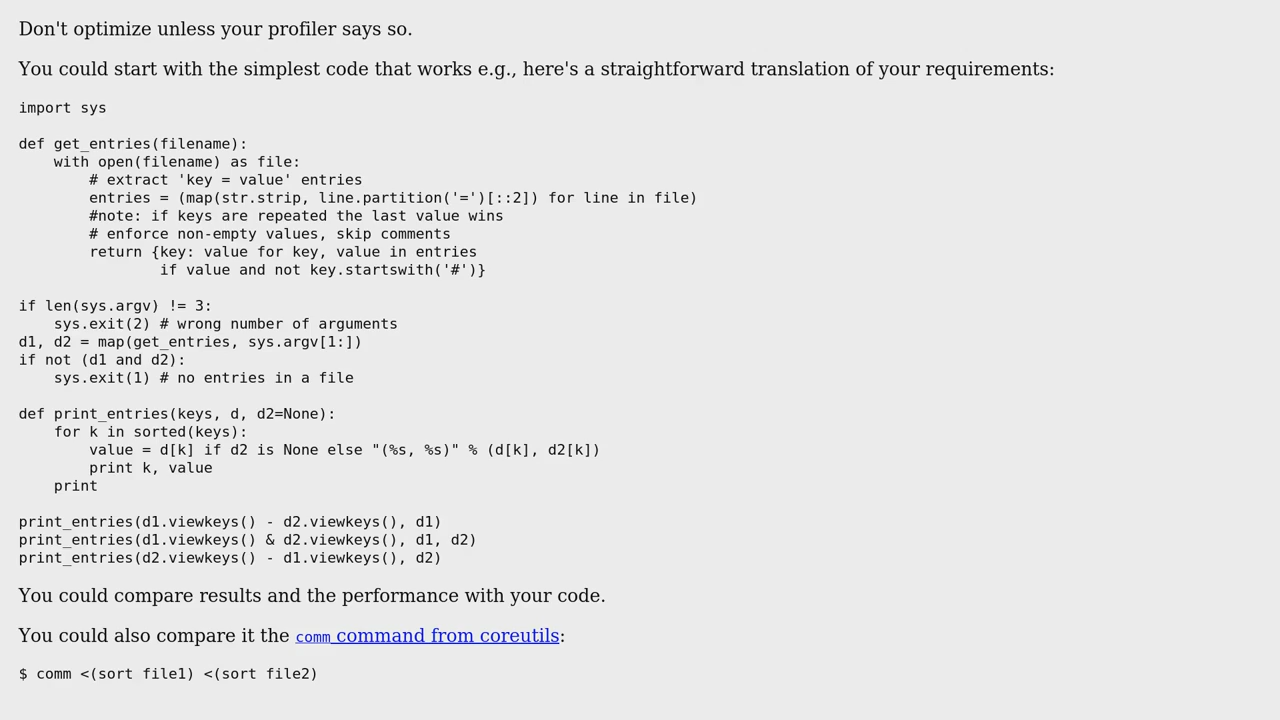 Don't optimize unless your profiler says so.
You could start with the simplest code that works e.g., here's a straightforward translation of your requirements:
import sys
def get_entries(filename):
    with open(filename) as file:
        # extract 'key = value' entries
        entries = (map(str.strip, line.partition('=')[::2]) for line in file)
        #note: if keys are repeated the last value wins
        # enforce non-empty values, skip comments
        return {key: value for key, value in entries
                if value and not key.startswith('#')}
if len(sys.argv) != 3:
    sys.exit(2) # wrong number of arguments
d1, d2 = map(get_entries, sys.argv[1:])
if not (d1 and d2):
    sys.exit(1) # no entries in a file
def print_entries(keys, d, d2=None):
    for k in sorted(keys):
        value = d[k] if d2 is None else "(%s, %s)" % (d[k], d2[k])
        print k, value
    print
print_entries(d1.viewkeys() - d2.viewkeys(), d1)
print_entries(d1.viewkeys() & d2.viewkeys(), d1, d2)
print_entries(d2.viewkeys() - d1.viewkeys(), d2)
You could compare results and the performance with your code.
You could also compare it the comm command from coreutils:
$ comm <(sort file1) <(sort file2)